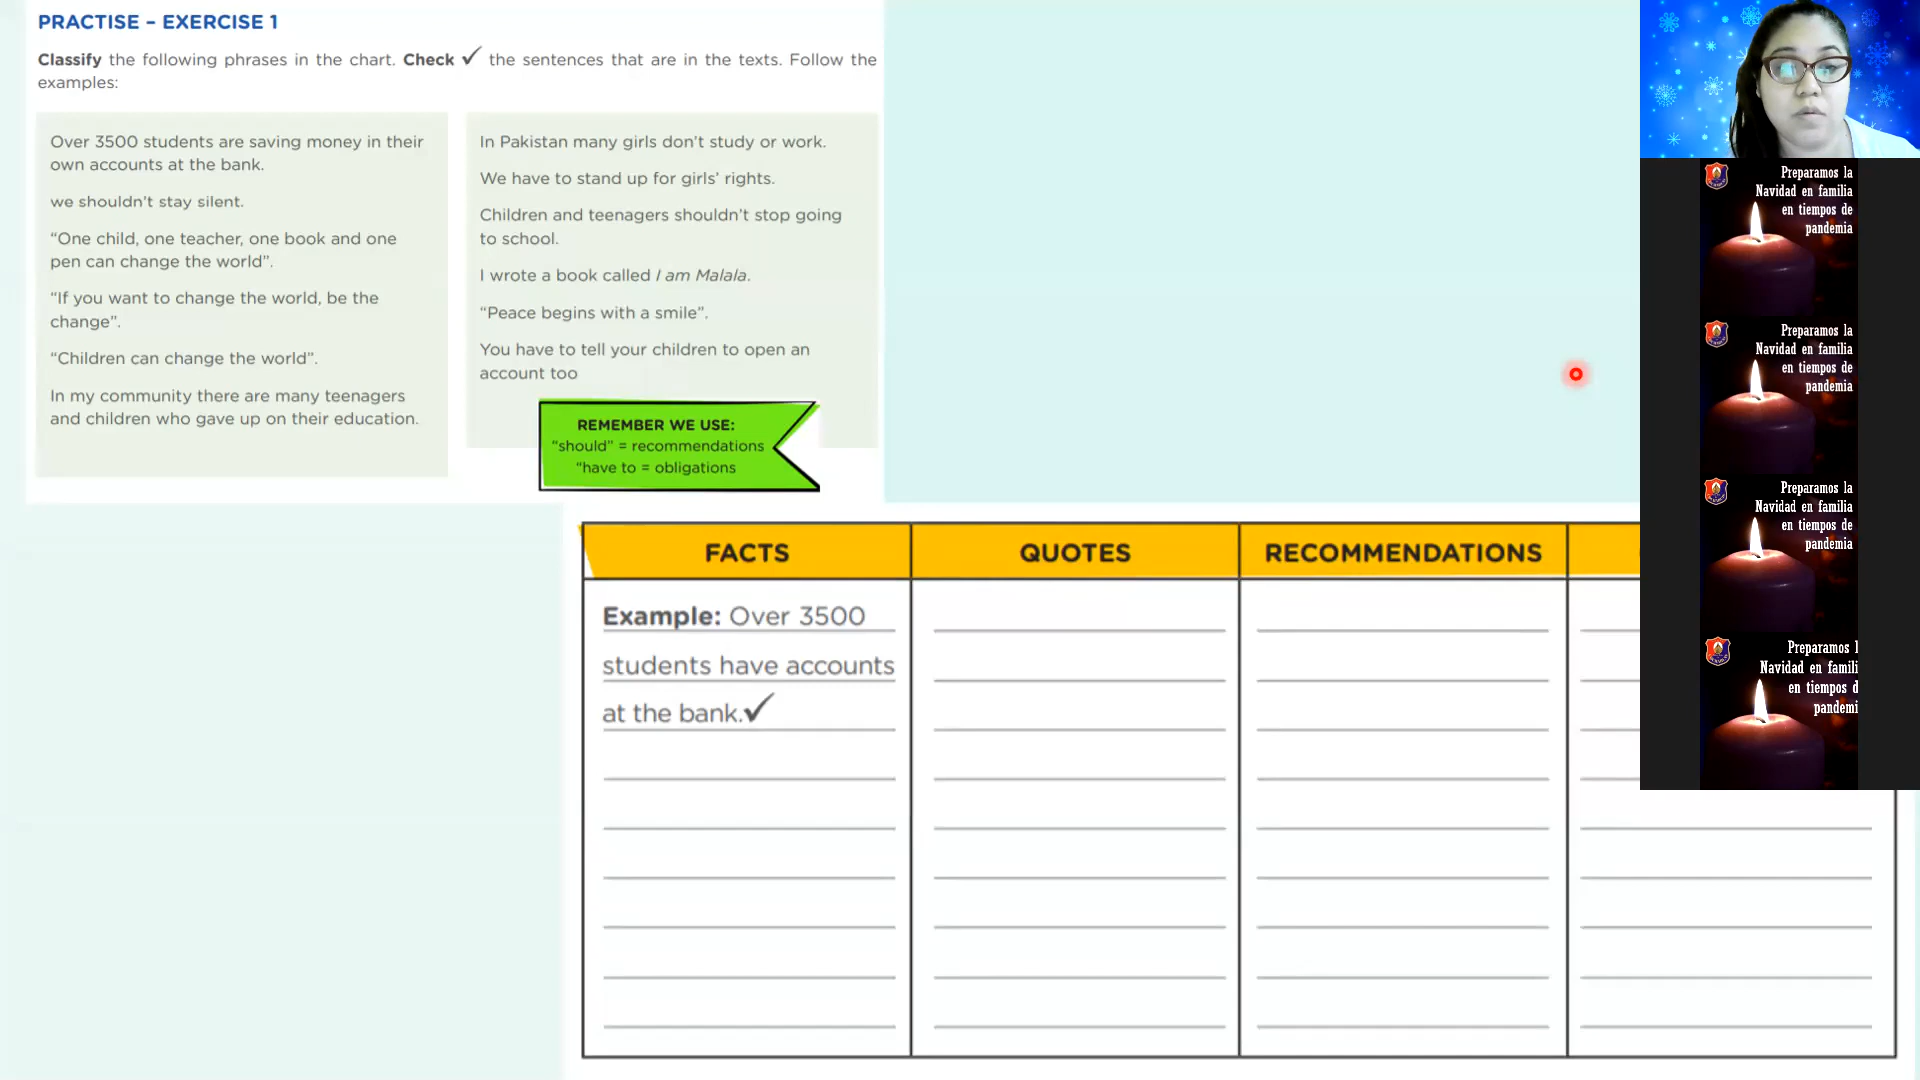 PRACTISE – EXERCISE 1
Classify the following phrases in the chart. Check ✓ the sentences that are in the texts. Follow the
examples:
Over 3500 students are saving money in their
own accounts at the bank.
we shouldn't stay silent.
“One child, one teacher, one book and one
pen can change the world”.
“If you want to change the world, be the
change”.
“Children can change the world”.
In my community there are many teenagers
and children who gave up on their education.
In Pakistan many girls don't study or work.
We have to stand up for girls' rights.
Children and teenagers shouldn't stop going
to school.
I wrote a book called I am Malala.
“Peace begins with a smile”.
You have to tell your children to open an
account too
REMEMBER WE USE:
“should” = recommendations
“have to = obligations
FACTS
QUOTES
RECOMMENDATIONS
Example: Over 3500
students have accounts
at the bank.✓
Preparamos la
Navidad en familia
en tiempos de
pandemia
Preparamos la
Navidad en familia
en tiempos de
pandemia
Preparamos la
Navidad en familia
en tiempos de
pandemia
Preparamos l
Navidad en famili
en tiempos d
pandemi